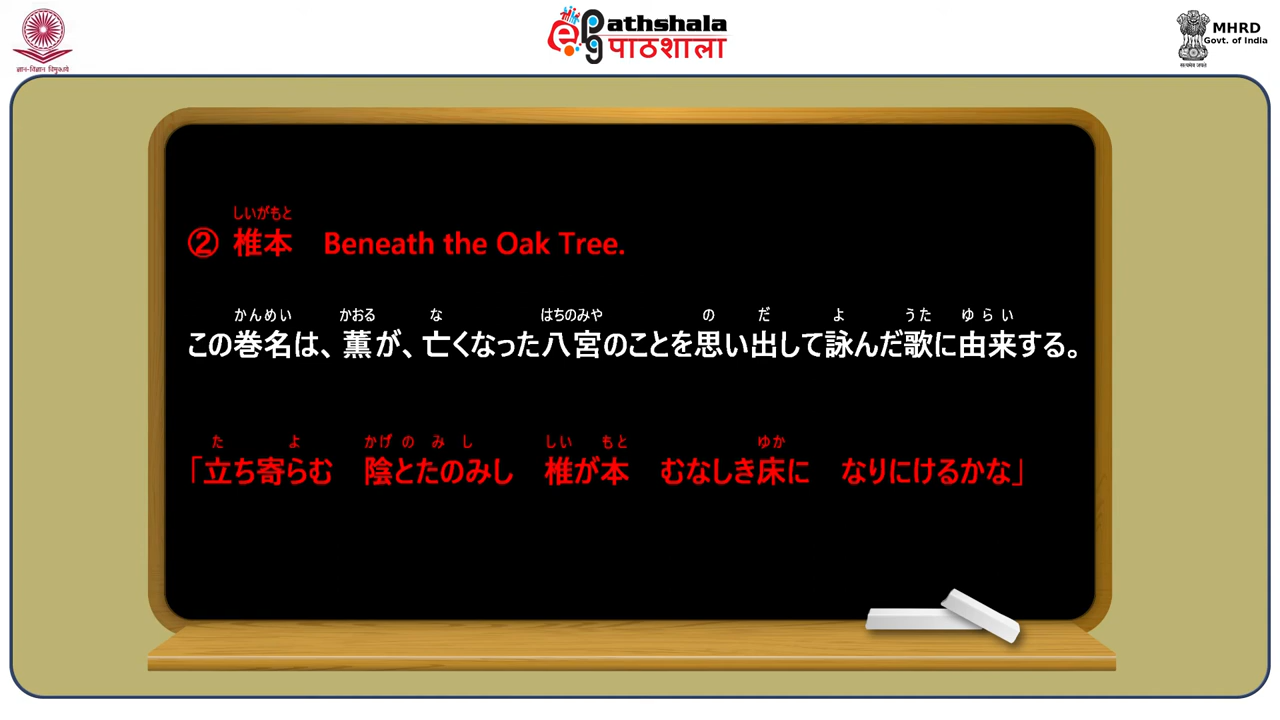 ज्ञान-विज्ञान विमुक्तये
epathshala
पाठशाला
MHRD
Govt. of India
सत्यमेव जयते
しいがもと
② 椎本 Beneath the Oak Tree.
かんめい かおる な はちのみや の だ よ うた ゆらい
この巻名は、薫が、亡くなった八宮のことを思い出して詠んだ歌に由来する。
た よ かげ の み し しい もと ゆか
「立ち寄らむ 陰とたのみし 椎が本 むなしき床に なりにけるかな」